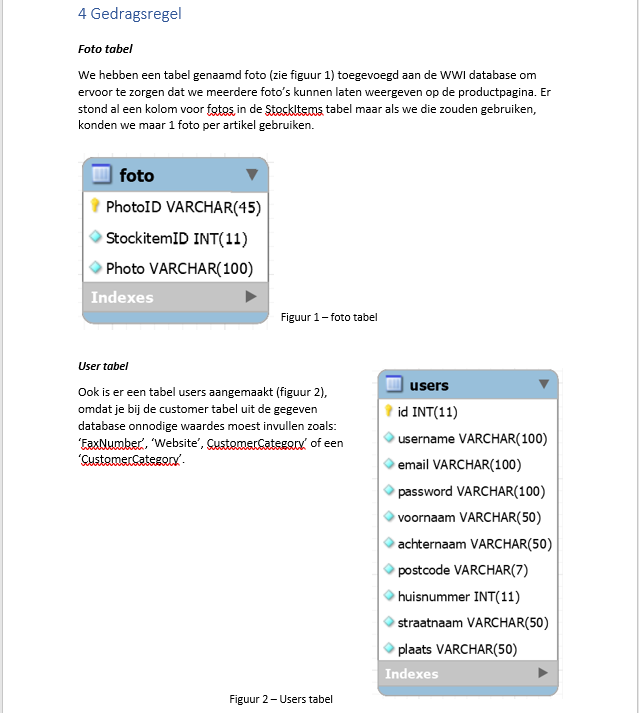 4 Gedragsregel
Foto tabel
We hebben een tabel genaamd foto (zie figuur 1) toegevoegd aan de WWI database om
ervoor te zorgen dat we meerdere foto’s kunnen laten weergeven op de productpagina. Er
stond al een kolom voor fotos in de StockItems tabel maar als we die zouden gebruiken,
konden we maar 1 foto per artikel gebruiken.
foto
PhotoID VARCHAR(45)
StockitemID INT(11)
Photo VARCHAR(100)
Indexes
Figuur 1 – foto tabel
User tabel
Ook is er een tabel users aangemaakt (figuur 2),
omdat je bij de customer tabel uit de gegeven
database onnodige waardes moest invullen zoals:
‘FaxNumber’, ‘Website’, CustomerCategory’ of een
‘CustomerCategory’.
users
id INT(11)
username VARCHAR(100)
email VARCHAR(100)
password VARCHAR(100)
voornaam VARCHAR(50)
achternaam VARCHAR(50)
postcode VARCHAR(7)
huisnummer INT(11)
straatnaam VARCHAR(50)
plaats VARCHAR(50)
Indexes
Figuur 2 – Users tabel